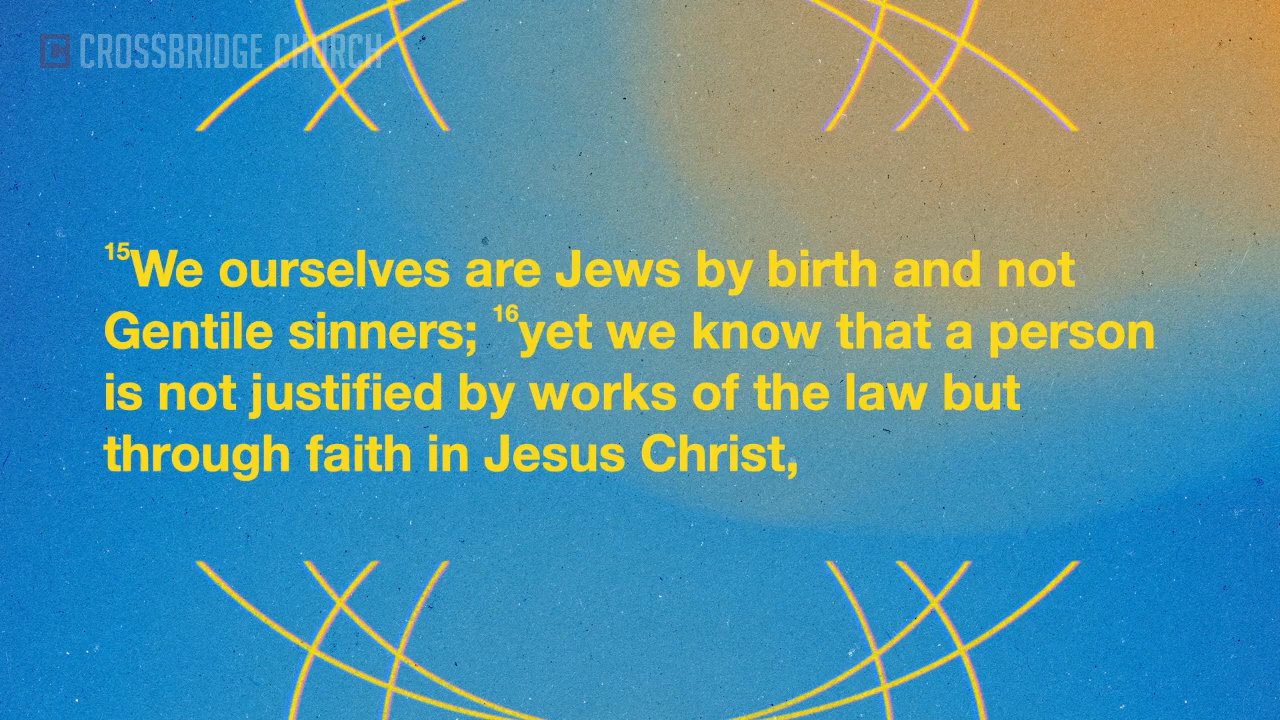 C CROSSBRIDGE CHURCH
15We ourselves are Jews by birth and not
Gentile sinners; 16yet we know that a person
is not justified by works of the law but
through faith in Jesus Christ,